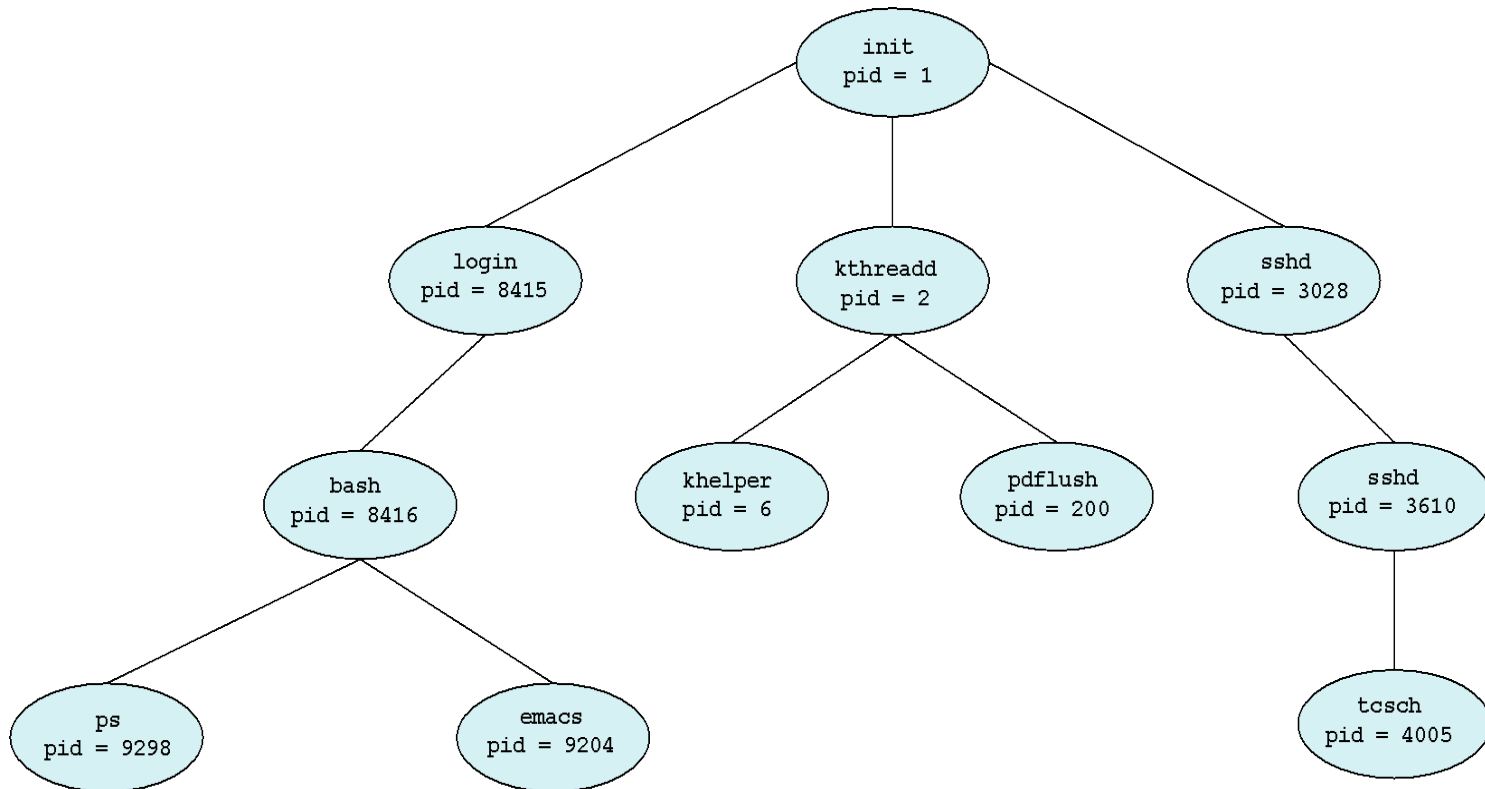 init
pid = 1
login
pid = 8415
kthreadd
pid = 2
sshd
pid = 3028
bash
pid = 8416
khelper
pid = 6
pdflush
pid = 200
sshd
pid = 3610
ps
pid = 9298
emacs
pid = 9204
tcsch
pid = 4005